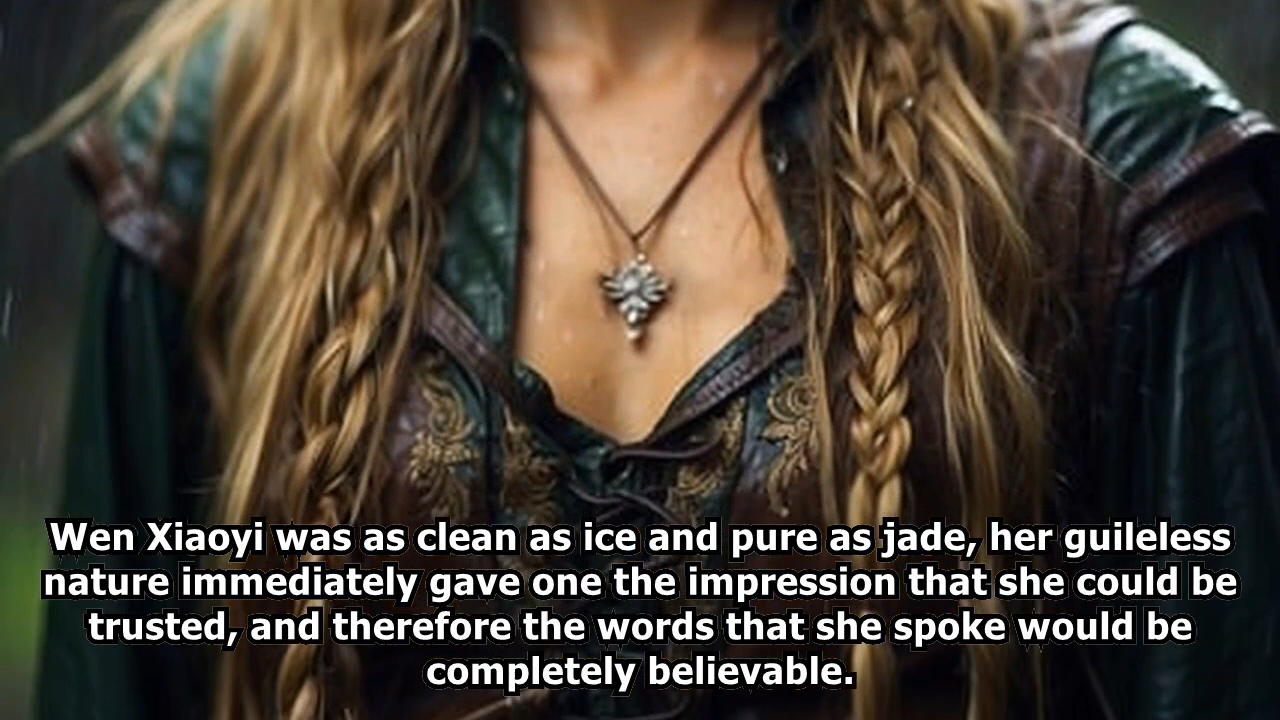 Wen Xiaoyi was as clean as ice and pure as jade, her guileless
nature immediately gave one the impression that she could be
trusted, and therefore the words that she spoke would be
completely believable.